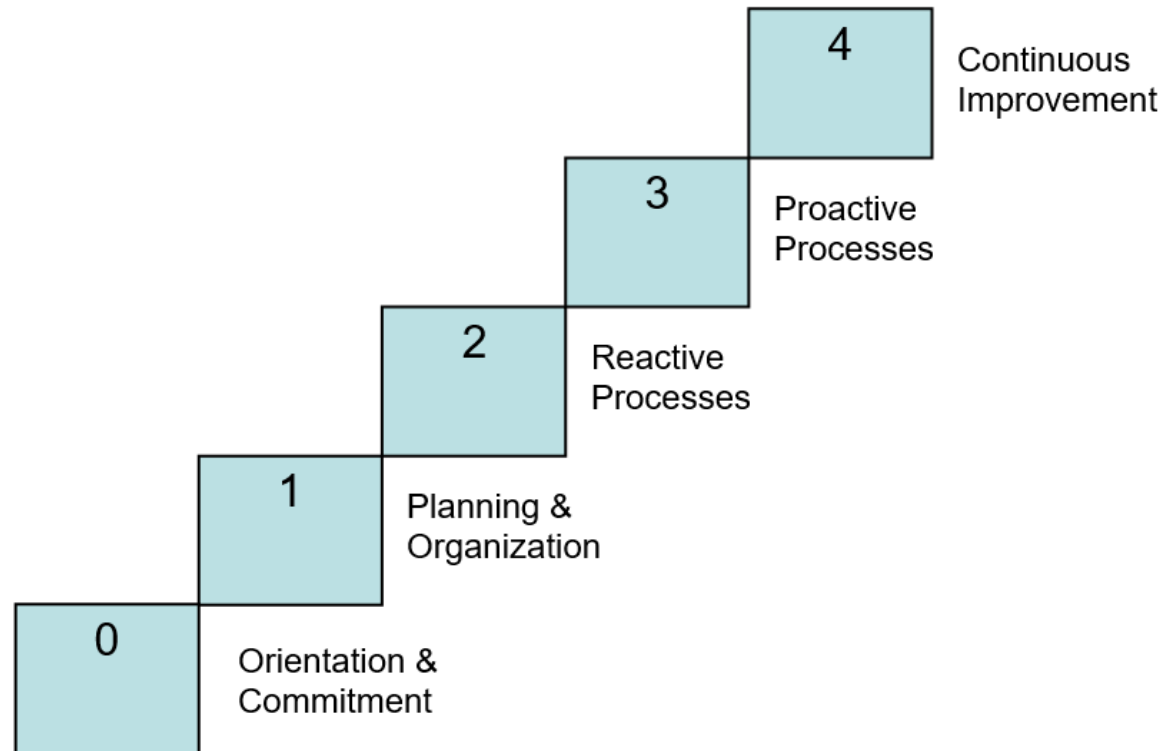 4
Continuous
Improvement
3
Proactive
Processes
2
Reactive
Processes
1
Planning &
Organization
0
Orientation &
Commitment